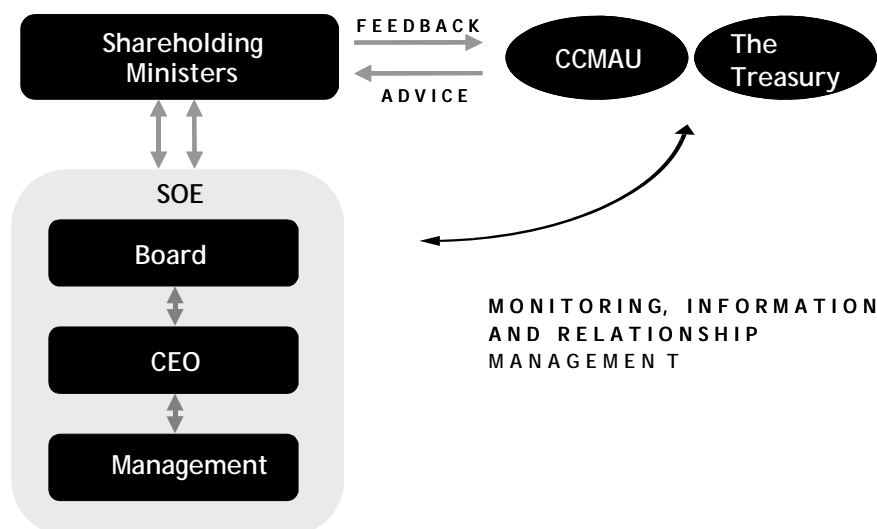 Shareholding
Ministers
FEEDBACK
ADVICE
CCMAU
The
Treasury
SOE
Board
CEO
Management
MONITORING, INFORMATION
AND RELATIONSHIP
MANAGEMEN T